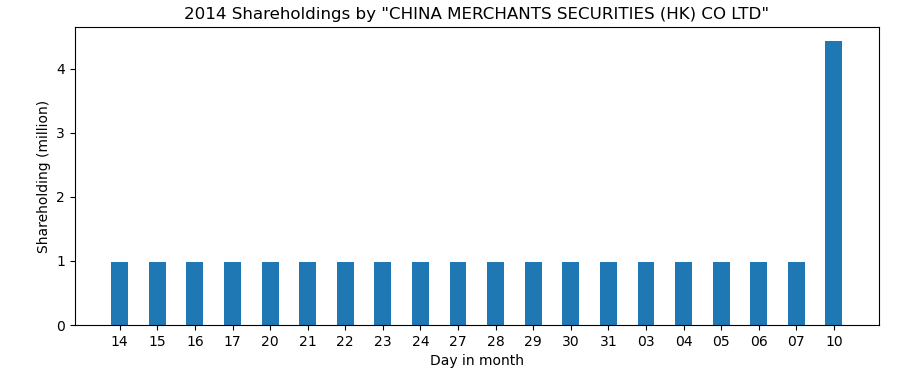 2014 Shareholdings by "CHINA MERCHANTS SECURITIES (HK) CO LTD"
Shareholding (million)
4
3
2
1
0
14 15 16 17 20 21 22 23 24 27 28 29 30 31 03 04 05 06 07 10
Day in month